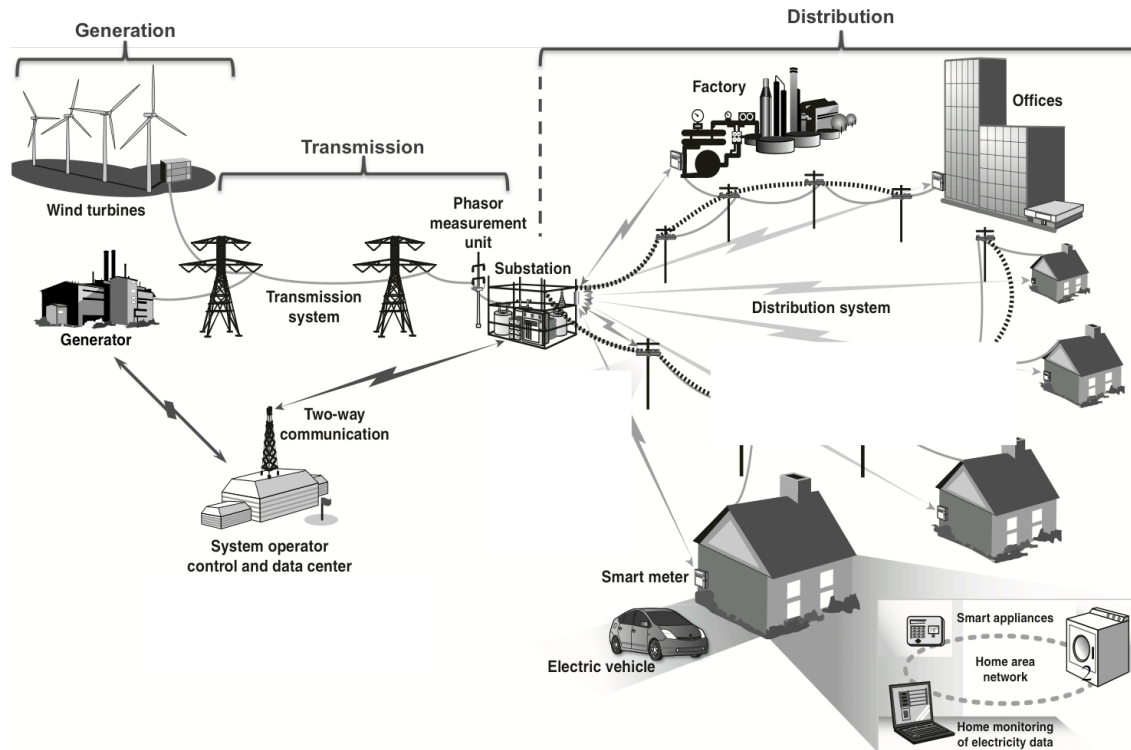 Generation
Distribution
Transmission
Factory
Offices
Wind turbines
Phasor
measurement
unit
Substation
Transmission
system
Distribution system
Generator
Two-way
communication
System operator
control and data center
Smart meter
Electric vehicle
Smart appliances
Home area
network
2
Home monitoring
of electricity data